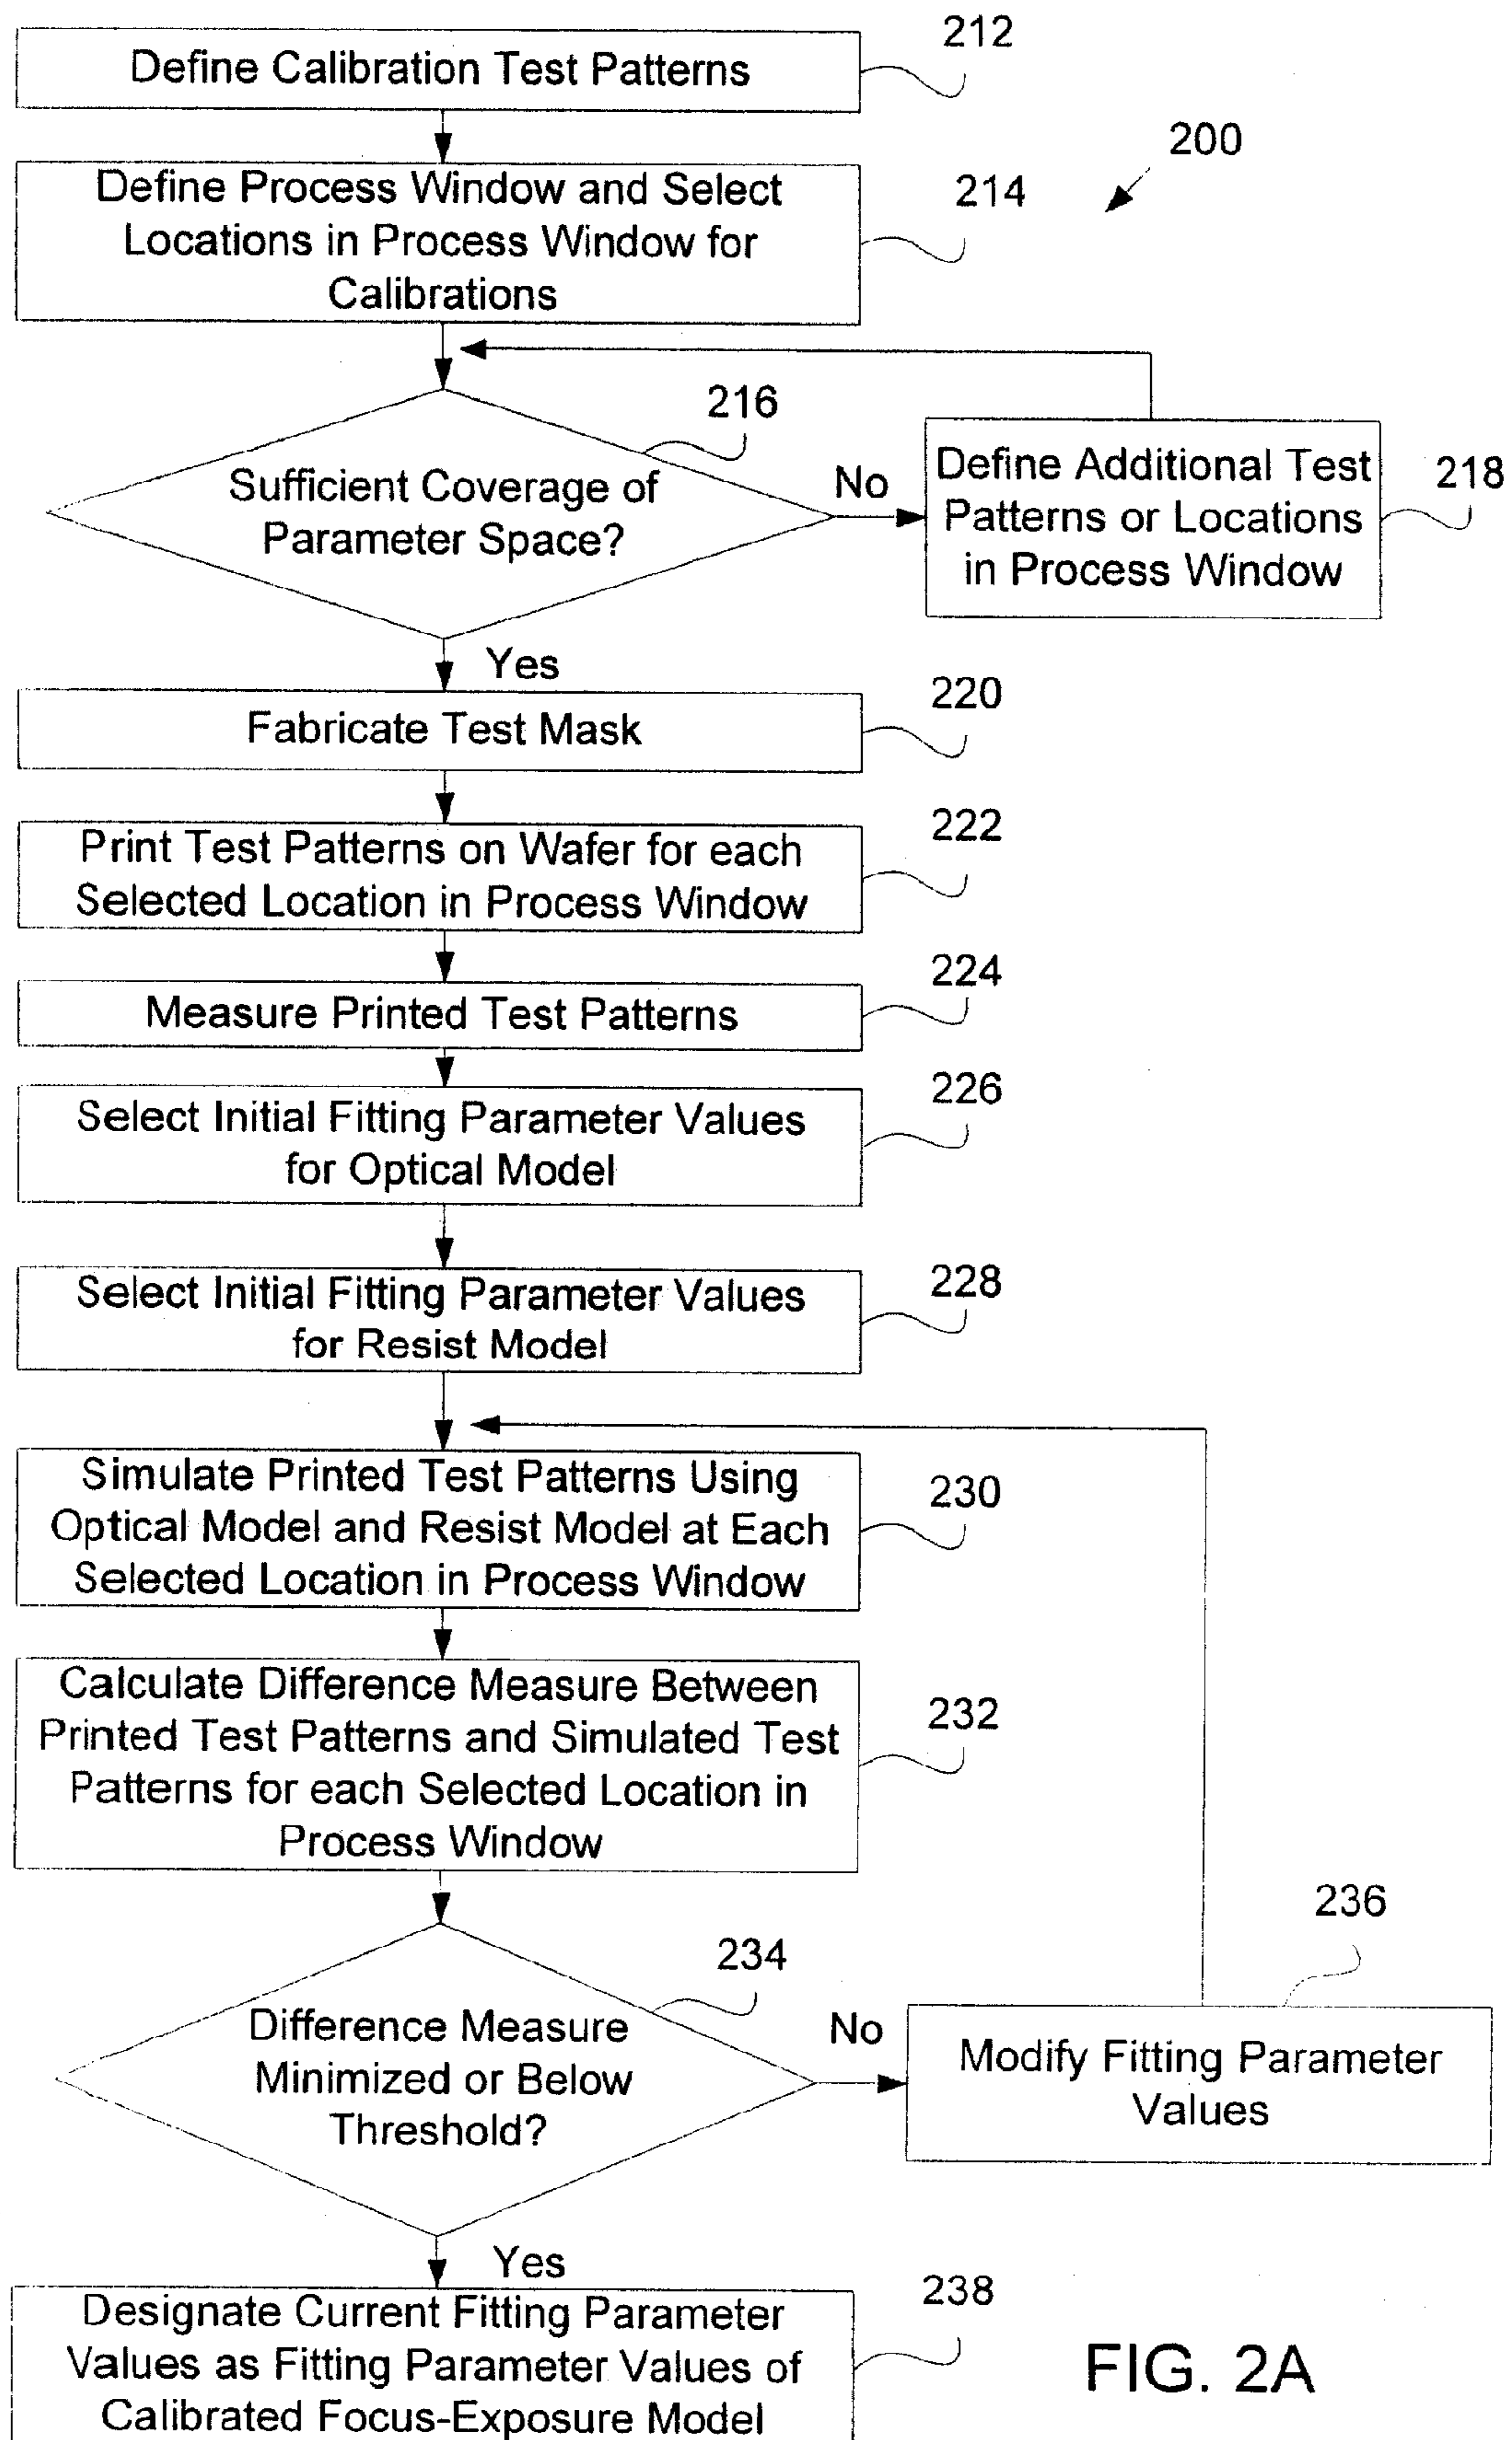 212
Define Calibration Test Patterns
200
Define Process Window and Select
Locations in Process Window for
Calibrations
214
216
Sufficient Coverage of
Parameter Space?
No
Define Additional Test
Patterns or Locations
in Process Window
218
Yes
220
Fabricate Test Mask
222
Print Test Patterns on Wafer for each
Selected Location in Process Window
224
Measure Printed Test Patterns
226
Select Initial Fitting Parameter Values
for Optical Model
228
Select Initial Fitting Parameter Values
for Resist Model
Simulate Printed Test Patterns Using
Optical Model and Resist Model at Each
Selected Location in Process Window
230
Calculate Difference Measure Between
Printed Test Patterns and Simulated Test
Patterns for each Selected Location in
Process Window
232
234
Difference Measure
Minimized or Below
Threshold?
No
236
Modify Fitting Parameter
Values
Yes
238
Designate Current Fitting Parameter
Values as Fitting Parameter Values of
Calibrated Focus-Exposure Model
FIG. 2A